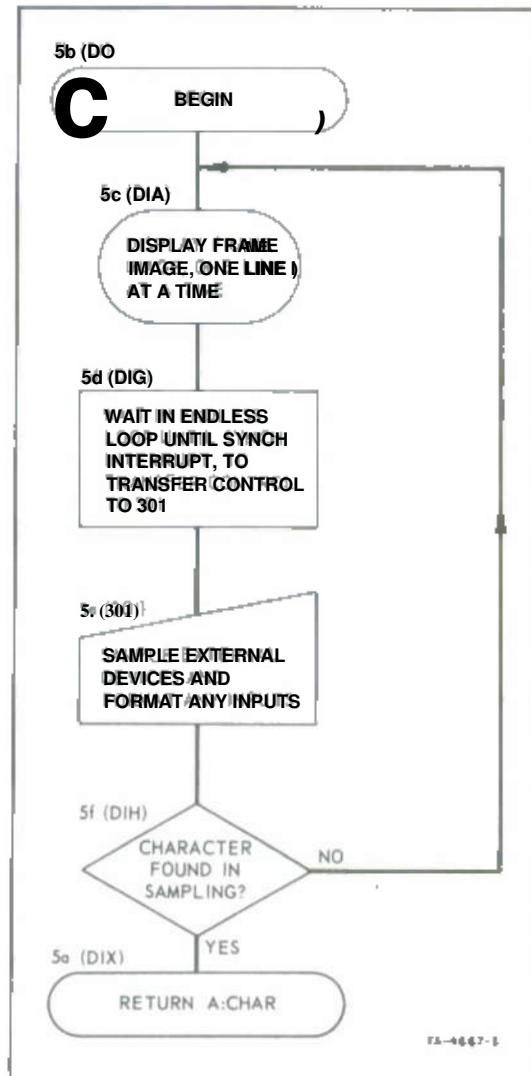 5b (DO
C BEGIN )
5c (DIA)
DISPLAY FRAME
IMAGE, ONE LINE )
AT A TIME
5d (DIG)
WAIT IN ENDLESS
LOOP UNTIL SYNCH
INTERRUPT, TO
TRANSFER CONTROL
TO 301
5. (301)
SAMPLE EXTERNAL
DEVICES AND
FORMAT ANY INPUTS
5f (DIH)
CHARACTER
FOUND IN
SAMPLING?
NO
YES
5a (DIX)
RETURN A:CHAR